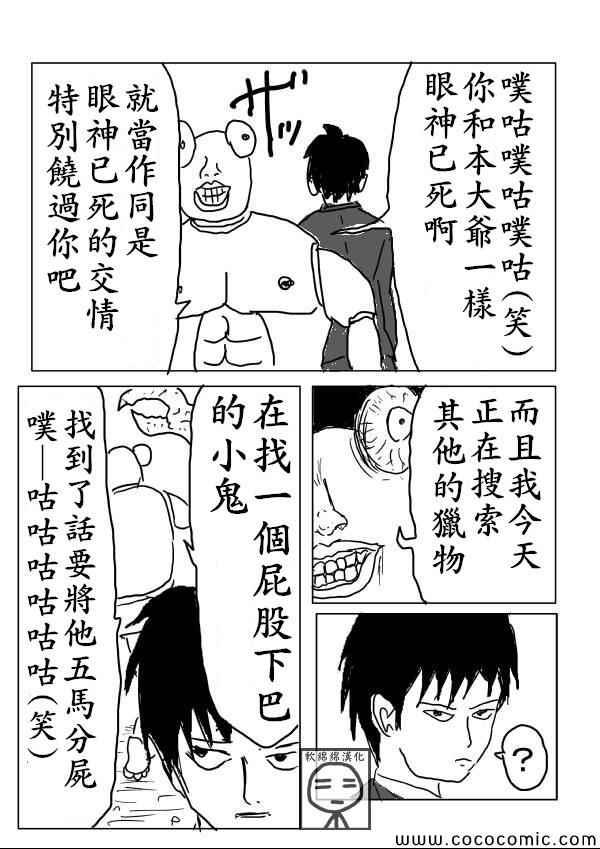 噗咕噗咕噗咕(笑)
你和本大爺一樣
眼神已死啊
ザッ
就當作同是
眼神已死的交情
特別饒過你吧
而且我今天
正在搜索
其他的獵物
?
在找一個屁股下巴
的小鬼
找到了話要將他五馬分屍
噗—咕咕咕咕咕咕(笑)
軟綿綿漢化
www.cococomic.com